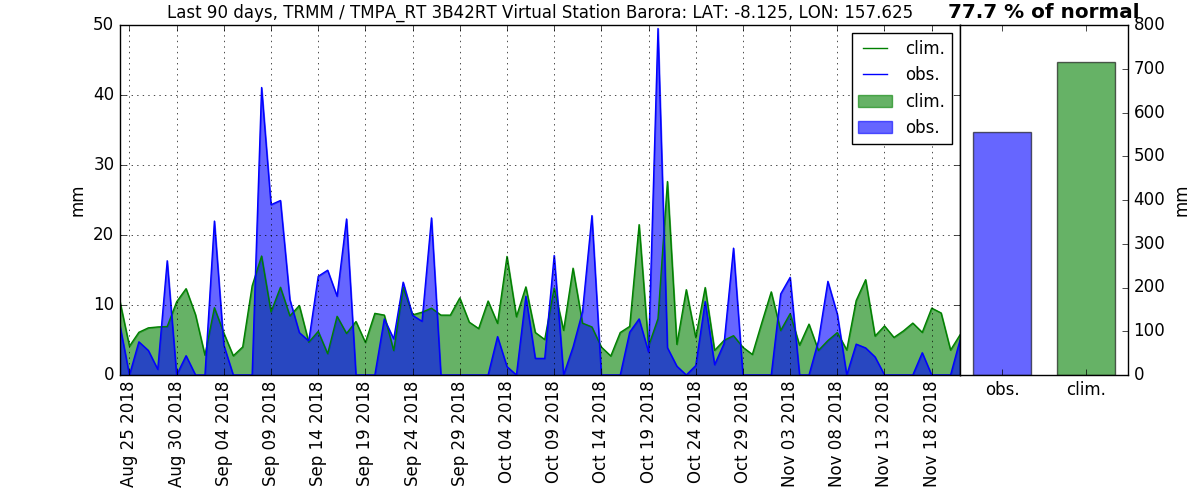 Last 90 days, TRMM / TMPA_RT 3B42RT Virtual Station Barora: LAT: -8.125, LON: 157.625
77.7 % of normal
50
40
30
20
10
0
mm
clim.
obs.
clim.
obs.
800
700
600
500
400
300
200
100
0
mm
obs.
clim.
Aug 25 2018
Aug 30 2018
Sep 04 2018
Sep 09 2018
Sep 14 2018
Sep 19 2018
Sep 24 2018
Sep 29 2018
Oct 04 2018
Oct 09 2018
Oct 14 2018
Oct 19 2018
Oct 24 2018
Oct 29 2018
Nov 03 2018
Nov 08 2018
Nov 13 2018
Nov 18 2018